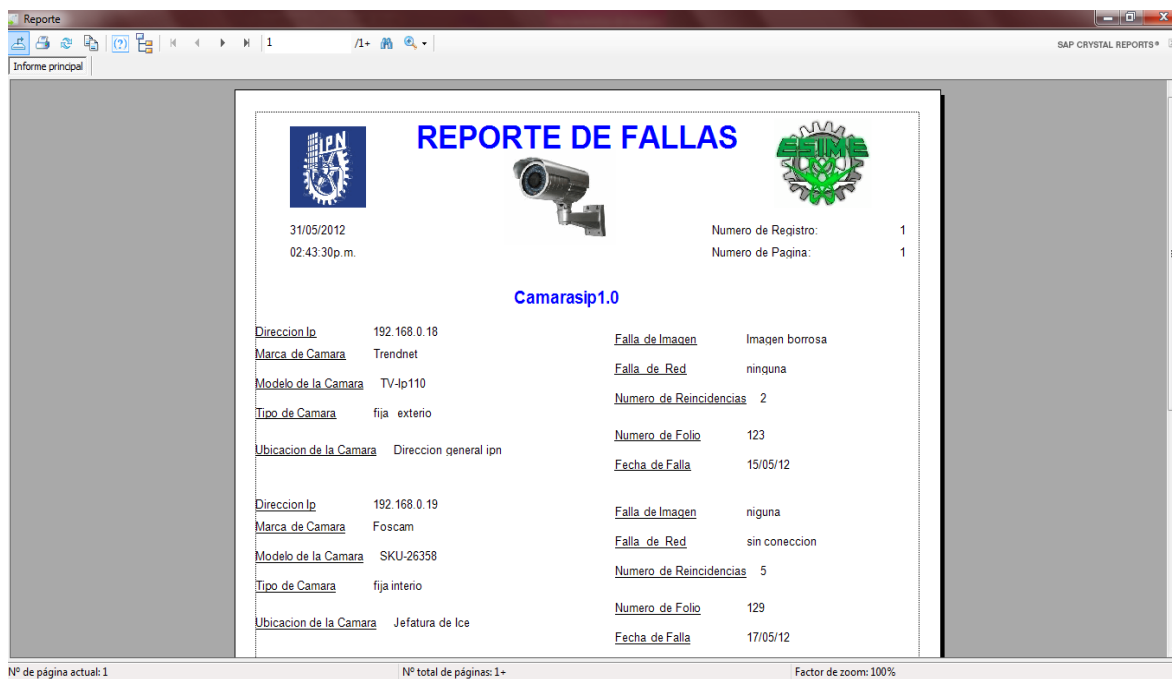 Reporte
1 /1+
SAP CRYSTAL REPORTS®
Informe principal
IPN
REPORTE DE FALLAS
ESIME
31/05/2012
Numero de Registro: 1
02:43:30p.m.
Numero de Pagina: 1
Camarasip1.0
Direccion Ip 192.168.0.18
Marca de Camara Trendnet
Modelo de la Camara TV-Ip110
Tipo de Camara fija exterio
Ubicacion de la Camara Direccion general ipn
Falla de Imagen Imagen borrosa
Falla de Red ninguna
Numero de Reincidencias 2
Numero de Folio 123
Fecha de Falla 15/05/12
Direccion Ip 192.168.0.19
Marca de Camara Foscam
Modelo de la Camara SKU-26358
Tipo de Camara fija interio
Ubicacion de la Camara Jefatura de Ice
Falla de Imagen niguna
Falla de Red sin coneccion
Numero de Reincidencias 5
Numero de Folio 129
Fecha de Falla 17/05/12
Nº de página actual: 1
Nº total de páginas: 1+
Factor de zoom: 100%